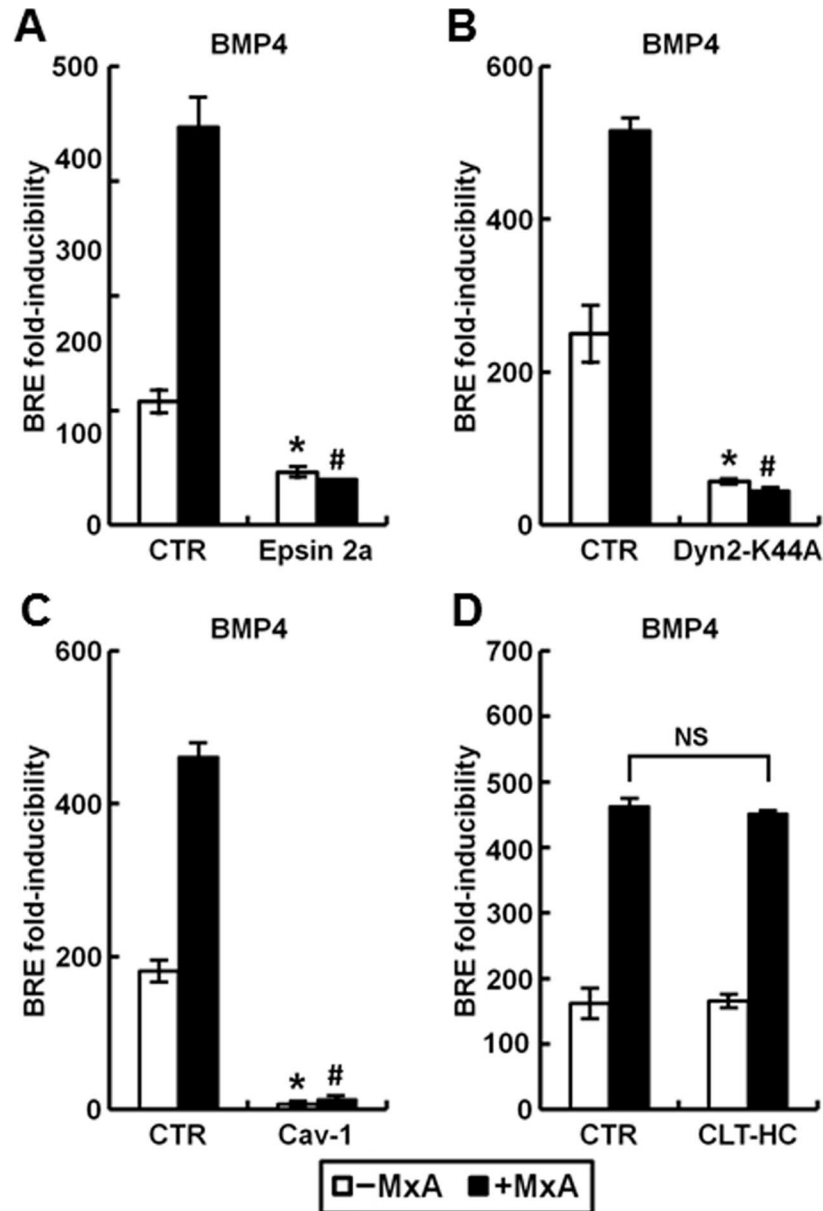 A
BMP4
BRE fold-inducibility
500
400
300
200
100
0
*
#
CTR
Epsin 2a
B
BMP4
BRE fold-inducibility
600
400
200
0
*
#
CTR
Dyn2-K44A
C
BMP4
BRE fold-inducibility
600
400
200
0
*
#
CTR
Cav-1
D
BMP4
BRE fold-inducibility
700
600
500
400
300
200
100
0
NS
CTR
CLT-HC
−MxA
+MxA